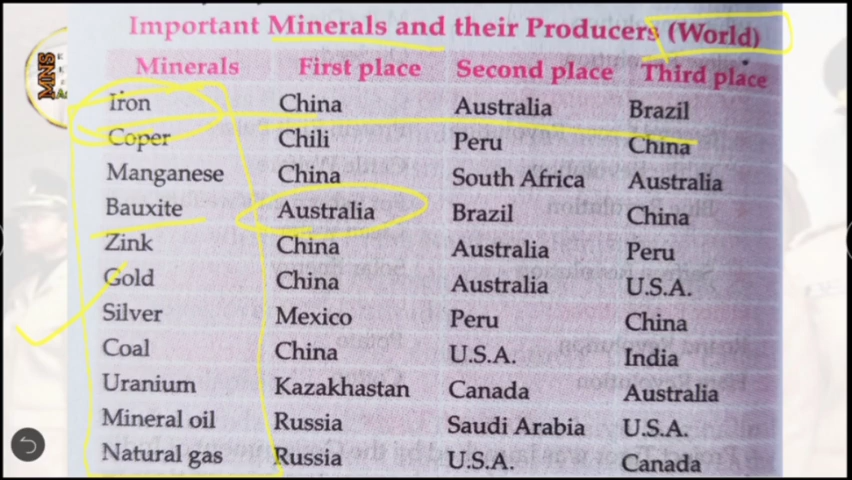 Important Minerals and their Producers (World)
Minerals First place Second place Third place
Iron China Australia Brazil
Coper Chili Peru China
Manganese China South Africa Australia
Bauxite Australia Brazil China
Zink China Australia Peru
Gold China Australia U.S.A.
Silver Mexico Peru China
Coal China U.S.A. India
Uranium Kazakhstan Canada Australia
Mineral oil Russia Saudi Arabia U.S.A.
Natural gas Russia U.S.A. Canada
MNS